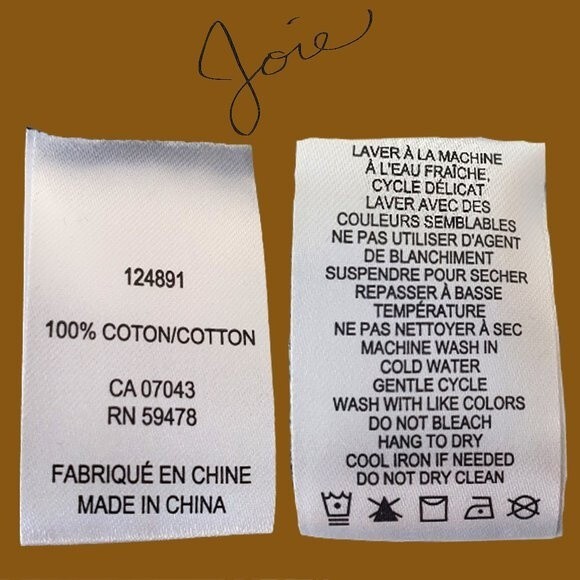 Joie
124891
100% COTON/COTTON
CA 07043
RN 59478
FABRIQUÉ EN CHINE
MADE IN CHINA
LAVER À LA MACHINE
À L'EAU FRAÎCHE,
CYCLE DÉLICAT
LAVER AVEC DES
COULEURS SEMBLABLES
NE PAS UTILISER D'AGENT
DE BLANCHIMENT
SUSPENDRE POUR SECHER
REPASSER À BASSE
TEMPÉRATURE
NE PAS NETTOYER À SEC
MACHINE WASH IN
COLD WATER
GENTLE CYCLE
WASH WITH LIKE COLORS
DO NOT BLEACH
HANG TO DRY
COOL IRON IF NEEDED
DO NOT DRY CLEAN